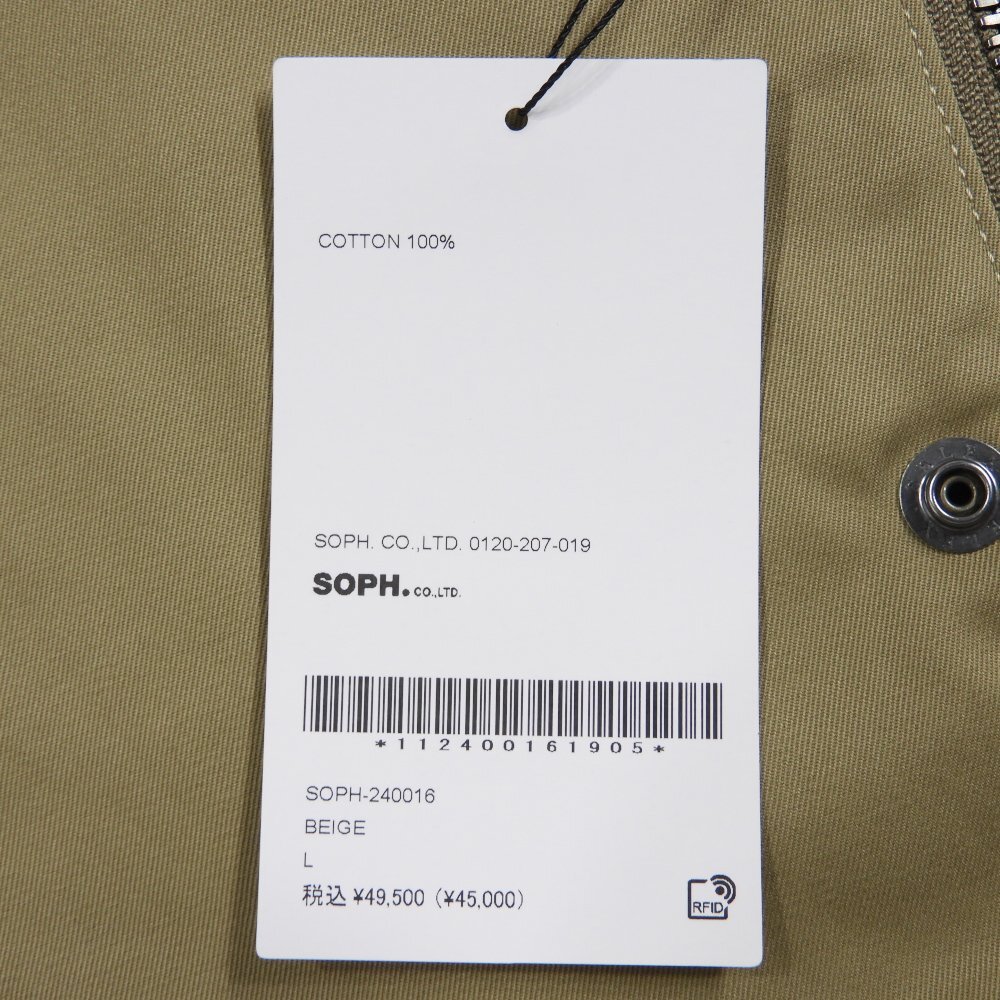 COTTON 100%
SOPH. CO.,LTD. 0120-207-019
SOPH. CO.,LTD.
*112400161905*
SOPH-240016
BEIGE
L
税込 ¥49,500 (¥45,000)
RFID